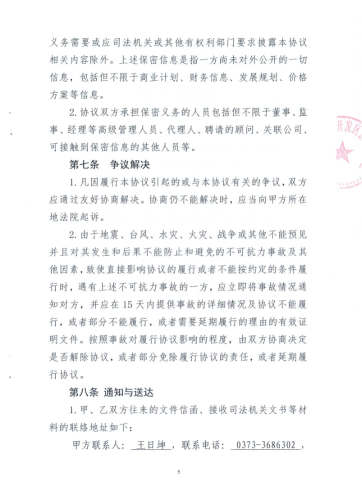 义务需要或应司法机关或其他有权利部门要求披露本协议
相关内容除外。上述保密信息是指一方尚未对外公开的一切
信息，包括但不限于商业计划、财务信息、发展规划、价格
方案等信息。
2.协议双方承担保密义务的人员包括但不限于董事、监
事、经理等高级管理人员、代理人、聘请的顾问、关联公司、
可接触到保密信息的其他人员等。
第七条　争议解决
1.凡因履行本协议引起的或与本协议有关的争议，双方
应通过友好协商解决。协商仍不能解决时，应当向甲方所在
地法院起诉。
2.由于地震、台风、水灾、火灾、战争或其他不能预见
并且对其发生和后果不能防止和避免的不可抗力事故及其
他因素，致使直接影响协议的履行或者不能按约定的条件履
行时，遇有上述不可抗力事故的一方，应立即将事故情况通
知对方，并应在 15 天内提供事故的详细情况及协议不能履
行，或者部分不能履行，或者需要延期履行的理由的有效证
明文件。按照事故对履行协议影响的程度，由双方协商决定
是否解除协议，或者部分免除履行协议的责任，或者延期履
行协议。
第八条 通知与送达
1.甲、乙双方往来的文件信函、接收司法机关文书等材
料的联络地址如下：
甲方联系人： 王日坤 ，联系电话： 0373-3686302 ，
5
开发区